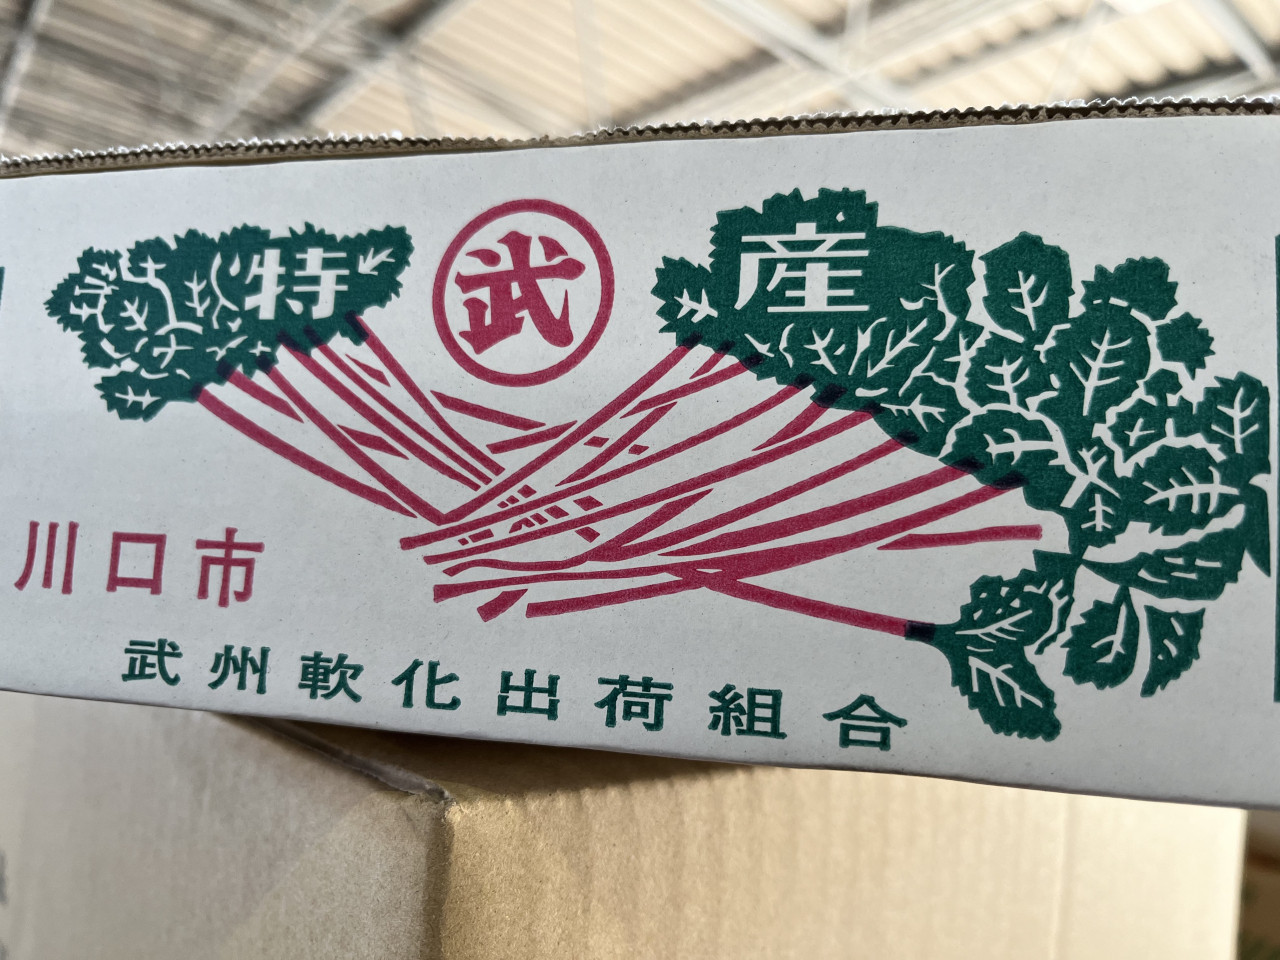 特 武 産
川口市
武州軟化出荷組合